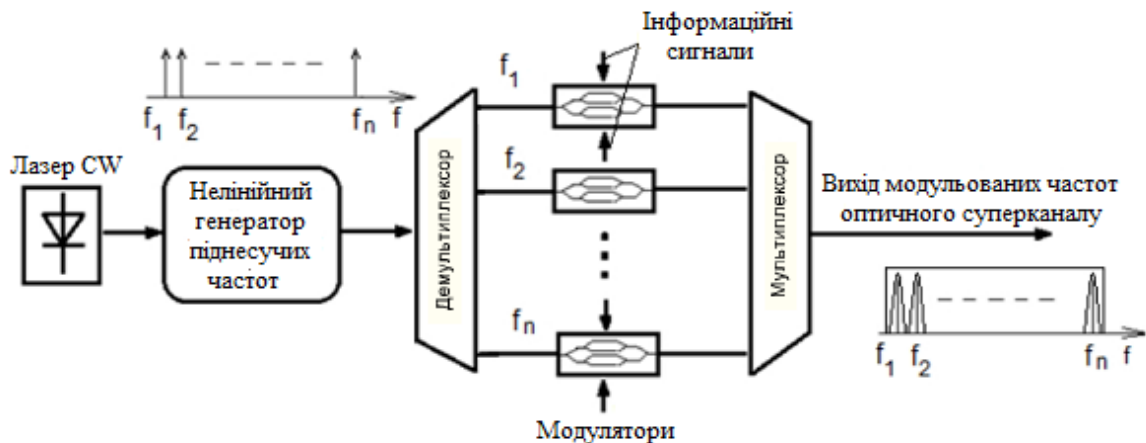 Інформаційні
сигнали
f1
f1 f2 fn f
Лазер CW
Нелінійний
генератор
піднесучих
частот
Демультиплексор
f2
fn
Модулятори
Мультиплексор
Вихід модульованих частот
оптичного суперканалу
f1 f2 fn f